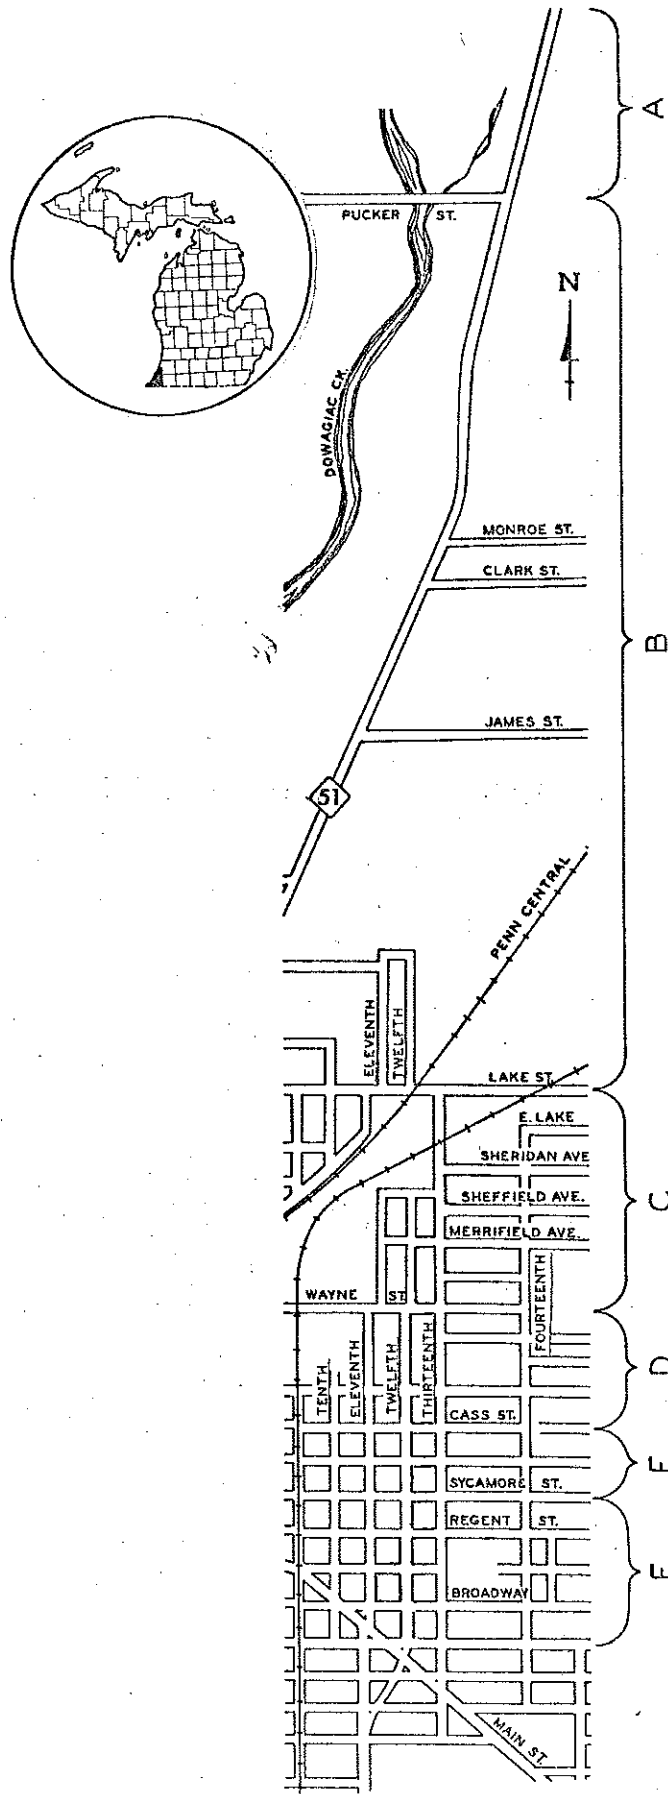 A
PUCKER ST.
N
DOWAGIAC CK.
MONROE ST.
CLARK ST.
B
JAMES ST.
51
PENN CENTRAL
ELEVENTH
TWELFTH
LAKE ST.
E. LAKE
SHERIDAN AVE
SHEFFIELD AVE.
C
MERRIFIELD AVE.
WAYNE ST.
FOURTEENTH
TENTH
ELEVENTH
TWELFTH
THIRTEENTH
D
CASS ST.
E
SYCAMORE ST.
REGENT ST.
F
BROADWAY
MAIN ST.